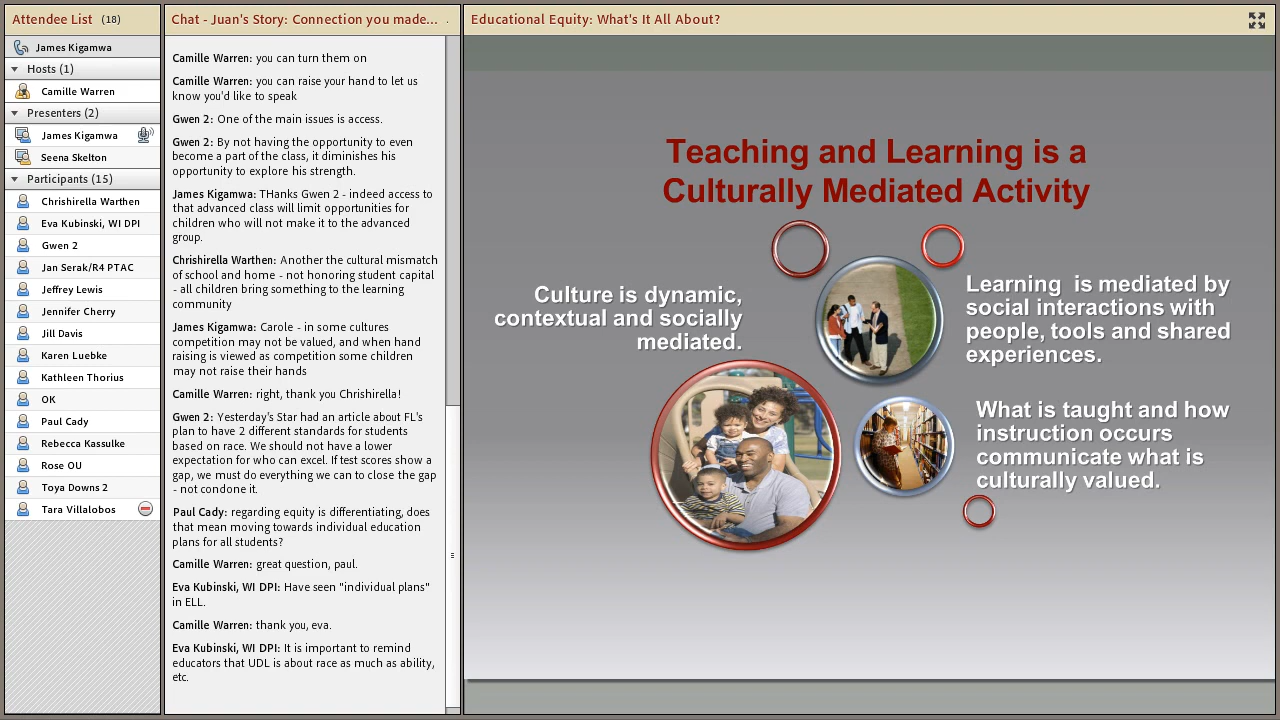 Attendee List (18)
James Kigamwa
Hosts (1)
Camille Warren
Presenters (2)
James Kigamwa
Seena Skelton
Participants (15)
Chrishirella Warthen
Eva Kubinski, WI DPI
Gwen 2
Jan Serak/R4 PTAC
Jeffrey Lewis
Jennifer Cherry
Jill Davis
Karen Luebke
Kathleen Thorius
OK
Paul Cady
Rebecca Kassulke
Rose OU
Toya Downs 2
Tara Villalobos
Chat - Juan's Story: Connection you made...
Camille Warren: you can turn them on
Camille Warren: you can raise your hand to let us
know you'd like to speak
Gwen 2: One of the main issues is access.
Gwen 2: By not having the opportunity to even
become a part of the class, it diminishes his
opportunity to explore his strength.
James Kigamwa: THanks Gwen 2 - indeed access to
that advanced class will limit opportunities for
children who will not make it to the advanced
group.
Chrishirella Warthen: Another the cultural mismatch
of school and home - not honoring student capital
- all children bring something to the learning
community
James Kigamwa: Carole - in some cultures
competition may not be valued, and when hand
raising is viewed as competition some children
may not raise their hands
Camille Warren: right, thank you Chrishirella!
Gwen 2: Yesterday's Star had an article about FL's
plan to have 2 different standards for students
based on race. We should not have a lower
expectation for who can excel. If test scores show a
gap, we must do everything we can to close the gap
- not condone it.
Paul Cady: regarding equity is differentiating, does
that mean moving towards individual education
plans for all students?
Camille Warren: great question, paul.
Eva Kubinski, WI DPI: Have seen "individual plans"
in ELL.
Camille Warren: thank you, eva.
Eva Kubinski, WI DPI: It is important to remind
educators that UDL is about race as much as ability,
etc.
Educational Equity: What's It All About?
Teaching and Learning is a
Culturally Mediated Activity
Culture is dynamic,
contextual and socially
mediated.
Learning is mediated by
social interactions with
people, tools and shared
experiences.
What is taught and how
instruction occurs
communicate what is
culturally valued.